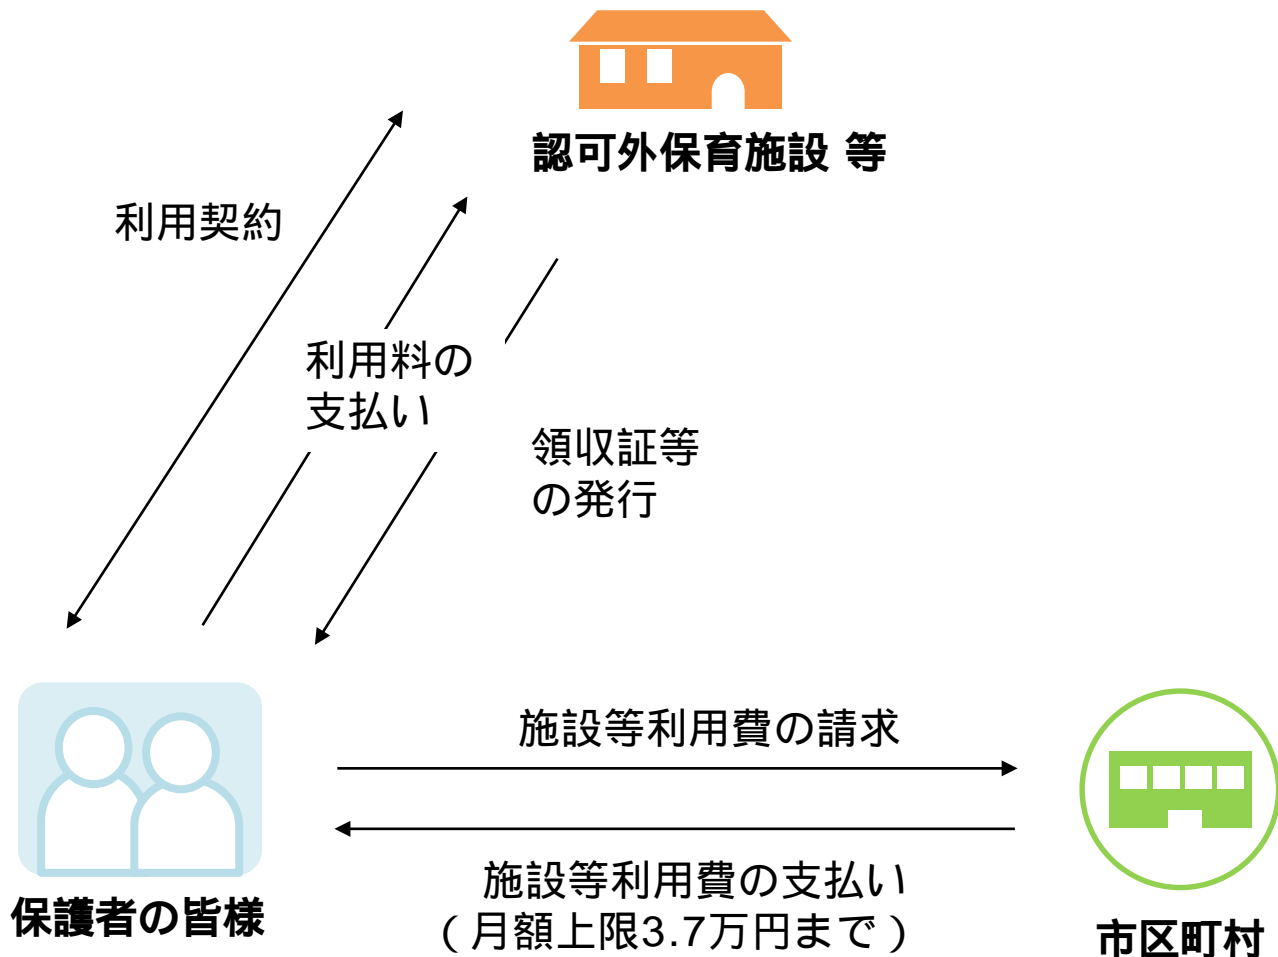 認可外保育施設 等
利用契約
利用料の
支払い
領収証等
の発行
施設等利用費の請求
施設等利用費の支払い
（月額上限3.7万円まで）
保護者の皆様
市区町村